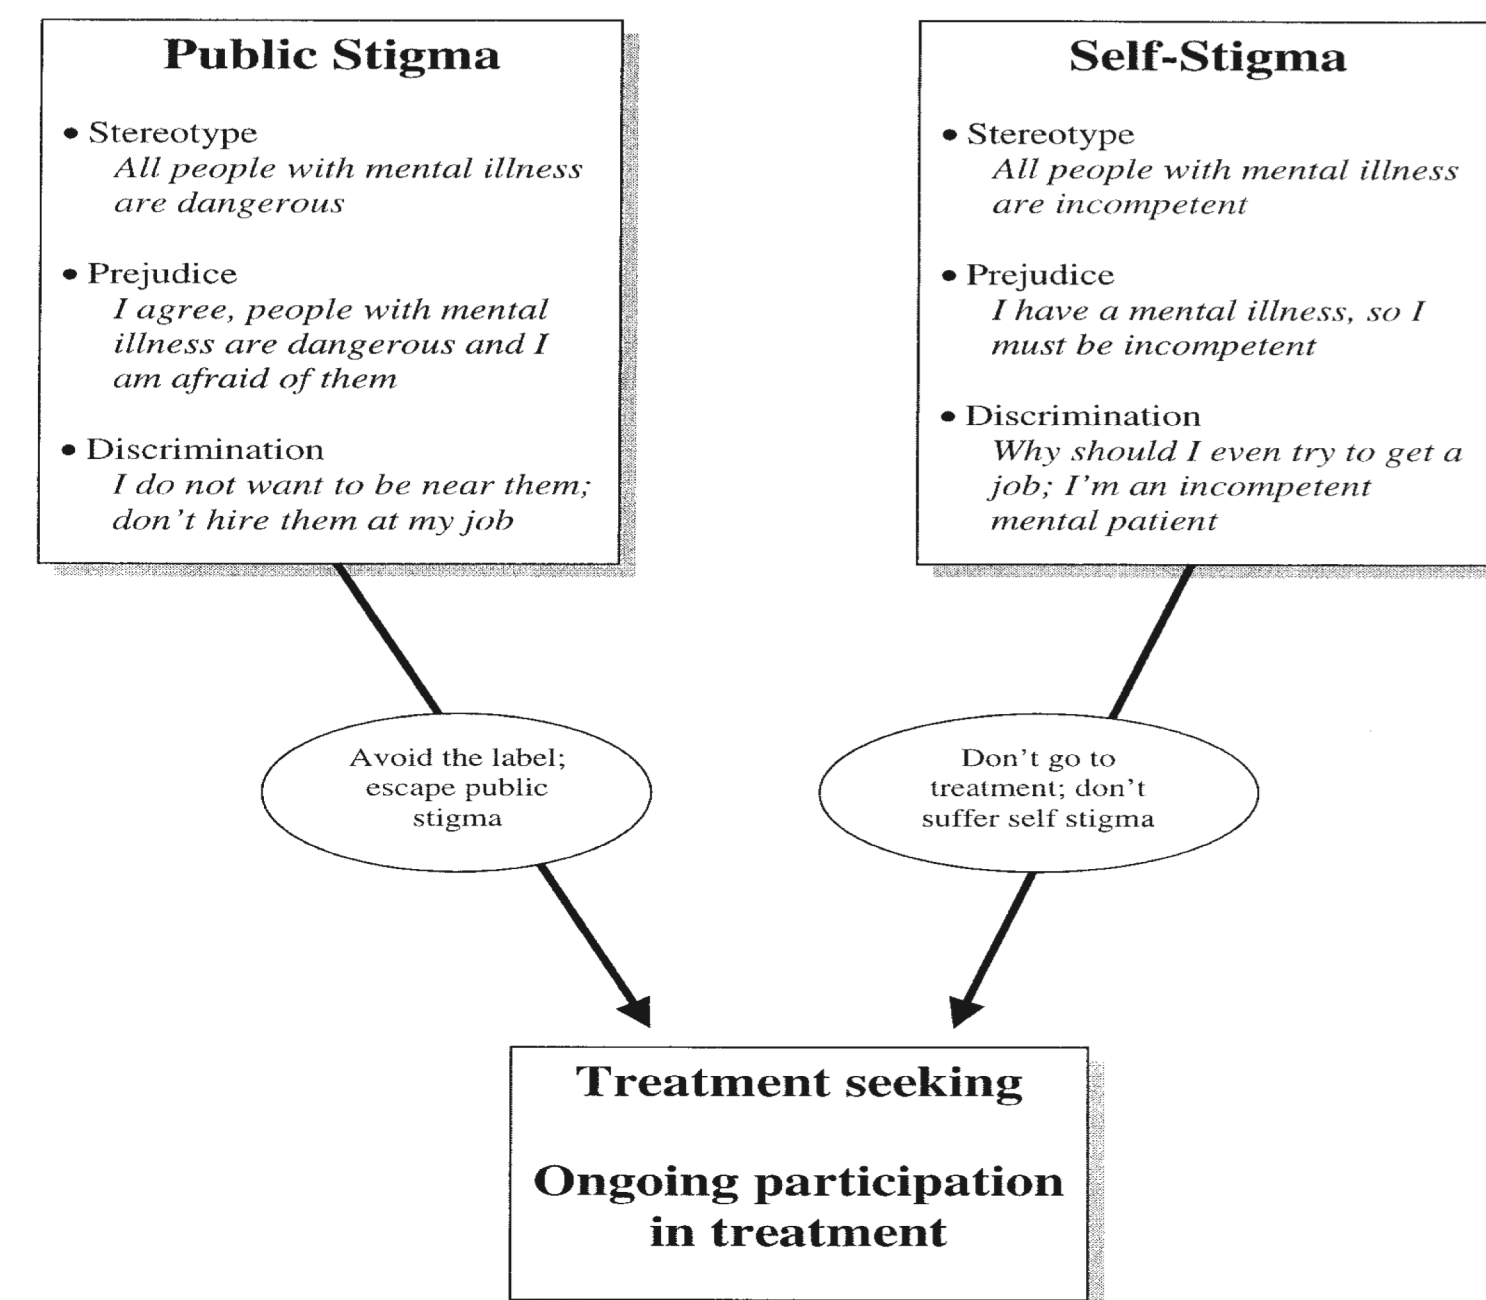 Public Stigma
• Stereotype
All people with mental illness
are dangerous
• Prejudice
I agree, people with mental
illness are dangerous and I
am afraid of them
• Discrimination
I do not want to be near them;
don't hire them at my job
Self-Stigma
• Stereotype
All people with mental illness
are incompetent
• Prejudice
I have a mental illness, so I
must be incompetent
• Discrimination
Why should I even try to get a
job; I'm an incompetent
mental patient
Avoid the label;
escape public
stigma
Don't go to
treatment; don't
suffer self stigma
Treatment seeking
Ongoing participation
in treatment